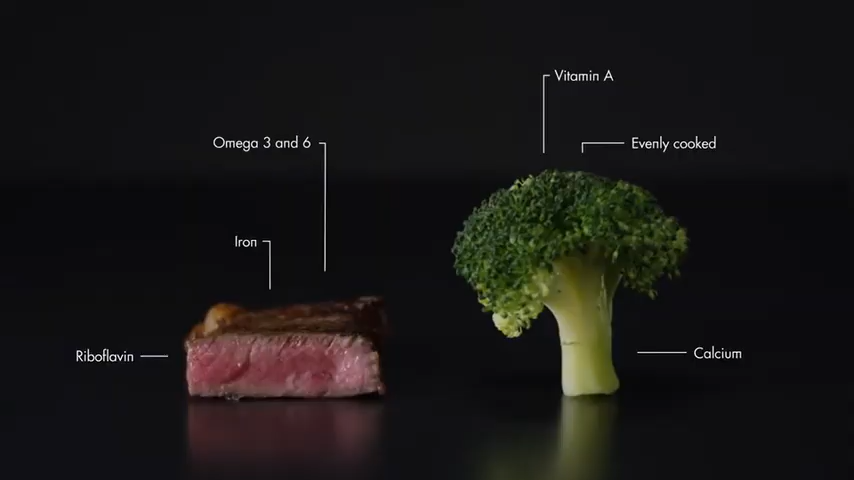 Vitamin A
Omega 3 and 6
Evenly cooked
Iron
Riboflavin
Calcium